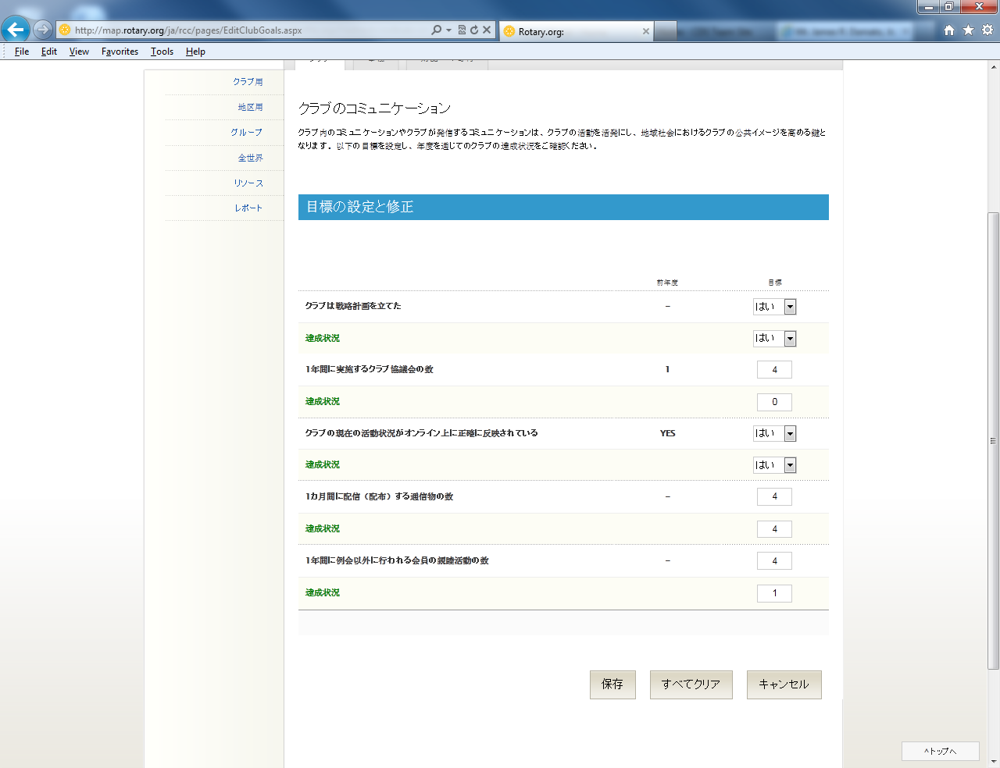 http://map.rotary.org/ja/rcc/pages/EditClubGoals.aspx
Rotary.org:
File Edit View Favorites Tools Help
クラブ用
地区用
グループ
全世界
リソース
レポート
クラブのコミュニケーション
クラブ内のコミュニケーションやクラブが発信するコミュニケーションは、クラブの活動を活発にし、地域社会におけるクラブの公共イメージを高める鍵と
なります。以下の目標を設定し、年度を通じてのクラブの達成状況をご確認ください。
目標の設定と修正
前年度 目標
クラブは戦略計画を立てた – はい
達成状況 はい
1年間に実施するクラブ協議会の数 1 4
達成状況 0
クラブの現在の活動状況がオンライン上に正確に反映されている YES はい
達成状況 はい
1カ月間に配信（配布）する通信物の数 – 4
達成状況 4
1年間に例会以外に行われる会員の親睦活動の数 – 4
達成状況 1
保存 すべてクリア キャンセル
^トップへ